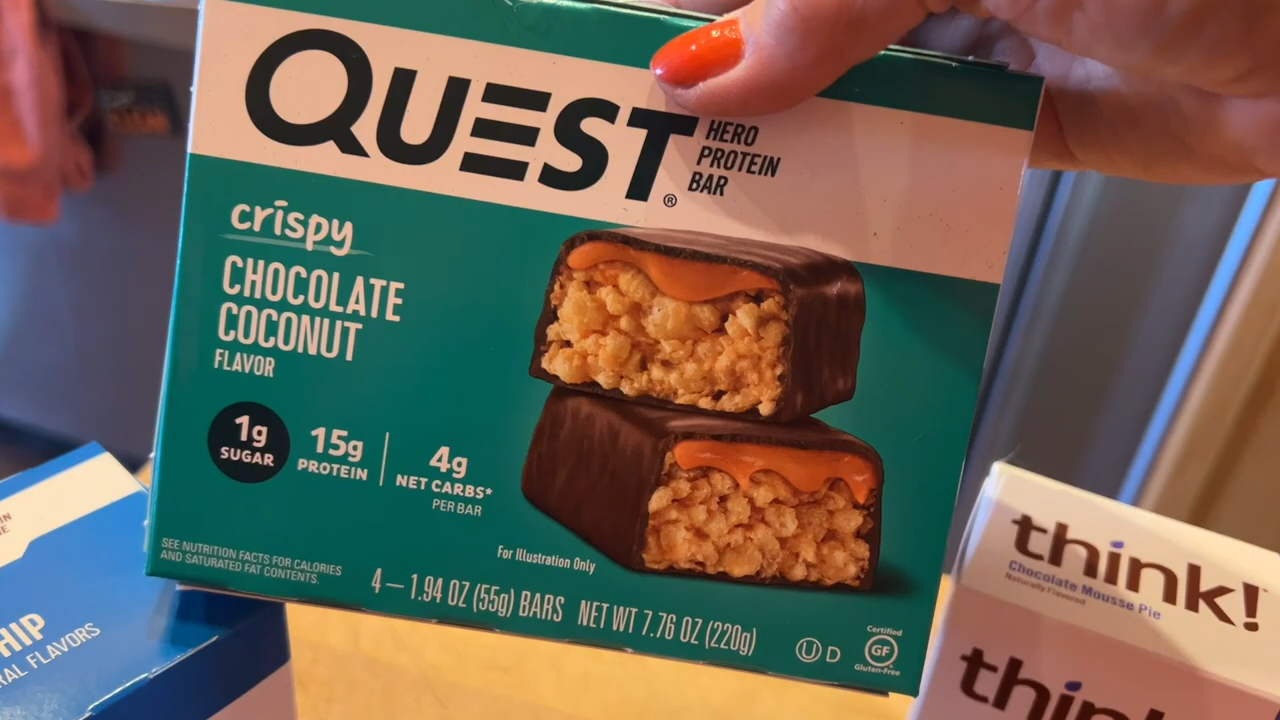 QUEST®
HERO
PROTEIN
BAR
crispy
CHOCOLATE
COCONUT
FLAVOR
1g
SUGAR
15g
PROTEIN
4g
NET CARBS*
PER BAR
SEE NUTRITION FACTS FOR CALORIES
AND SATURATED FAT CONTENTS.
For Illustration Only
4 — 1.94 OZ (55g) BARS NET WT 7.76 OZ (220g)
U D
Certified
GF
Gluten-Free
HIP
RAL FLAVORS
think!
Chocolate Mousse Pie
Naturally Flavored
think